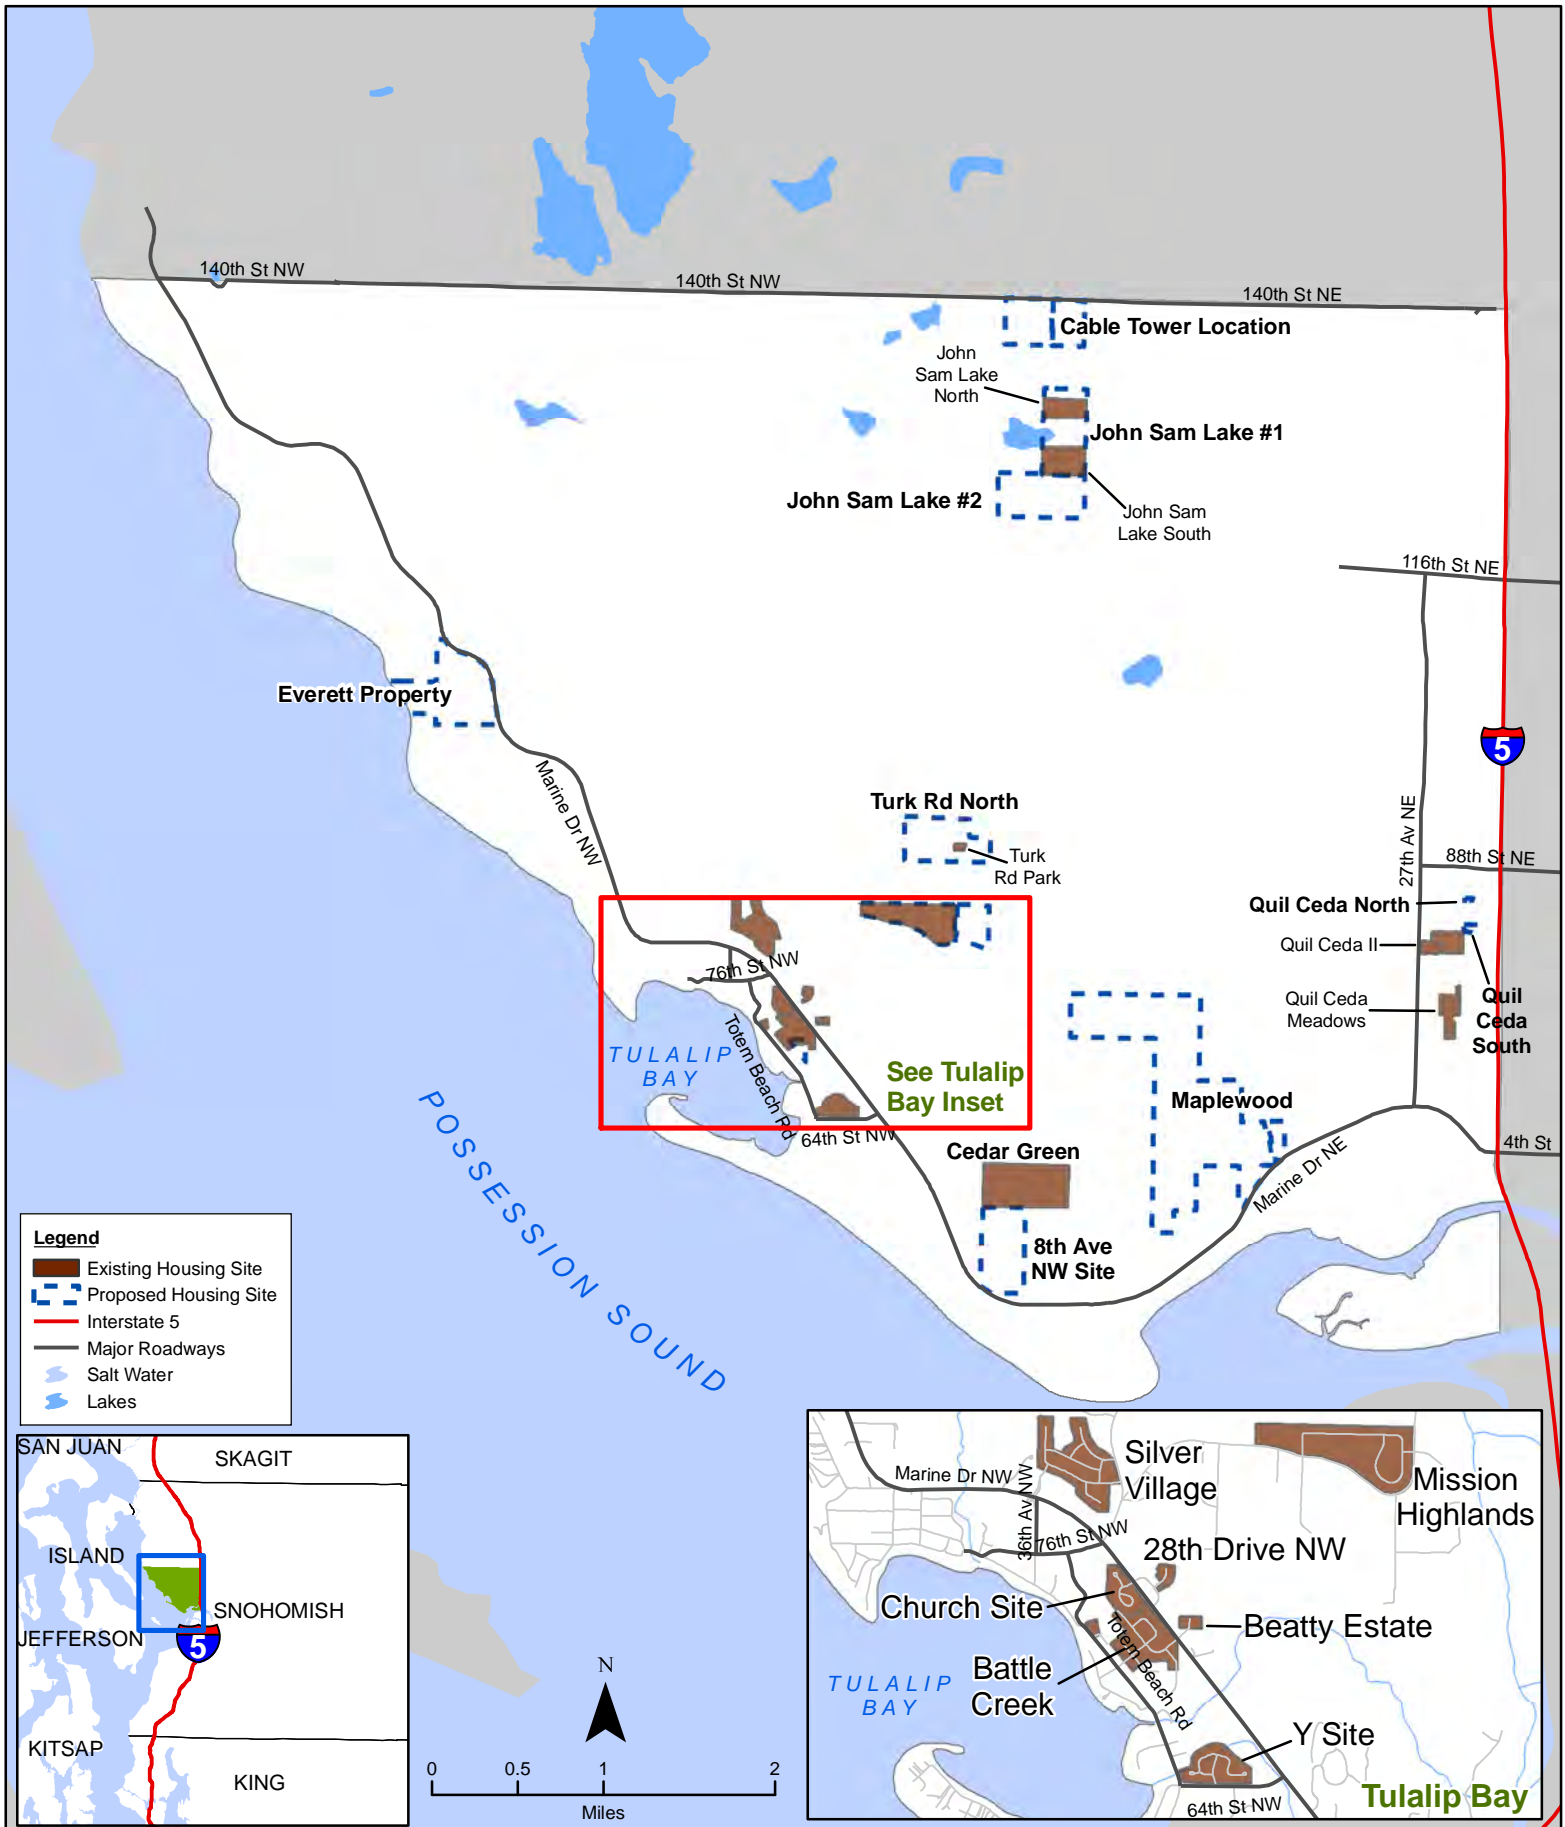 140th St NW
140th St NW
140th St NE
Cable Tower Location
John
Sam Lake
North
John Sam Lake #1
John Sam Lake #2
John Sam
Lake South
116th St NE
Everett Property
5
Marine Dr NW
Turk Rd North
Turk
Rd Park
27th Av NE
88th St NE
Quil Ceda North
Quil Ceda II
Quil Ceda
Meadows
Quil
Ceda
South
76th St NW
Totem Beach Rd
TULALIP
BAY
See Tulalip
Bay Inset
64th St NW
Maplewood
Cedar Green
Marine Dr NE
4th St
8th Ave
NW Site
POSSESSION SOUND
Legend
Existing Housing Site
Proposed Housing Site
Interstate 5
Major Roadways
Salt Water
Lakes
SAN JUAN
SKAGIT
ISLAND
SNOHOMISH
JEFFERSON
5
KITSAP
KING
N
0 0.5 1 2
Miles
Silver
Village
Marine Dr NW
36th Av NW
76th St NW
Mission
Highlands
28th Drive NW
Church Site
Beatty Estate
Totem Beach Rd
Battle
Creek
TULALIP
BAY
Y Site
64th St NW
Tulalip Bay